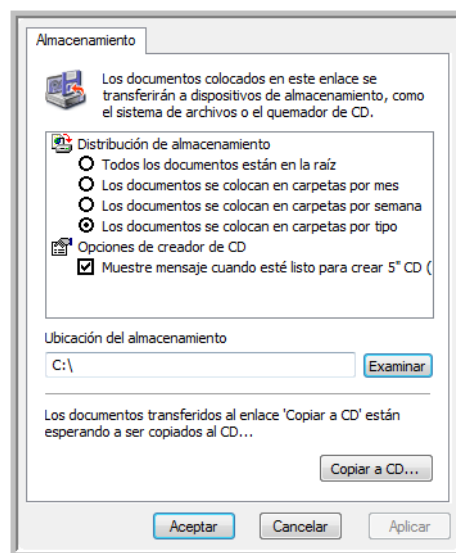 Almacenamiento
Los documentos colocados en este enlace se
transferirán a dispositivos de almacenamiento, como
el sistema de archivos o el quemador de CD.
Distribución de almacenamiento
Todos los documentos están en la raíz
Los documentos se colocan en carpetas por mes
Los documentos se colocan en carpetas por semana
Los documentos se colocan en carpetas por tipo
Opciones de creador de CD
Muestre mensaje cuando esté listo para crear 5" CD (
Ubicación del almacenamiento
C:\
Examinar
Los documentos transferidos al enlace 'Copiar a CD' están
esperando a ser copiados al CD...
Copiar a CD...
Aceptar Cancelar Aplicar